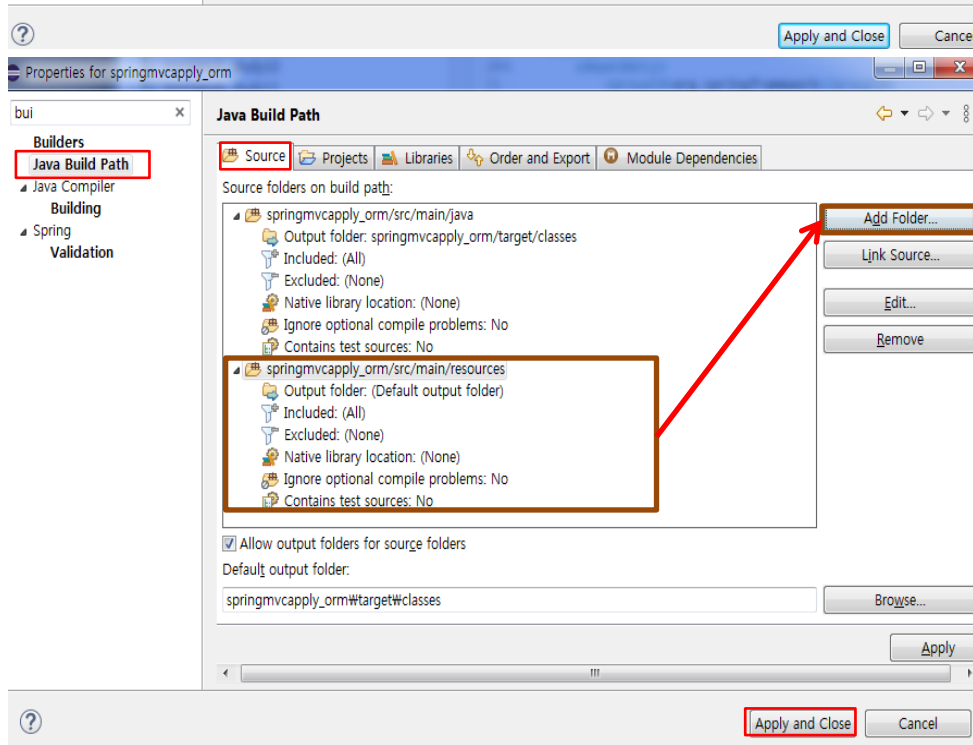 Apply and Close
Cance
Properties for springmvcapply_orm
bui
Java Build Path
Builders
Java Build Path
Java Compiler
Building
Spring
Validation
Source
Projects
Libraries
Order and Export
Module Dependencies
Source folders on build path:
springmvcapply_orm/src/main/java
Output folder: springmvcapply_orm/target/classes
Included: (All)
Excluded: (None)
Native library location: (None)
Ignore optional compile problems: No
Contains test sources: No
springmvcapply_orm/src/main/resources
Output folder: (Default output folder)
Included: (All)
Excluded: (None)
Native library location: (None)
Ignore optional compile problems: No
Contains test sources: No
Add Folder...
Link Source...
Edit...
Remove
Allow output folders for source folders
Default output folder:
springmvcapply_orm₩target₩classes
Browse...
Apply
Apply and Close
Cancel